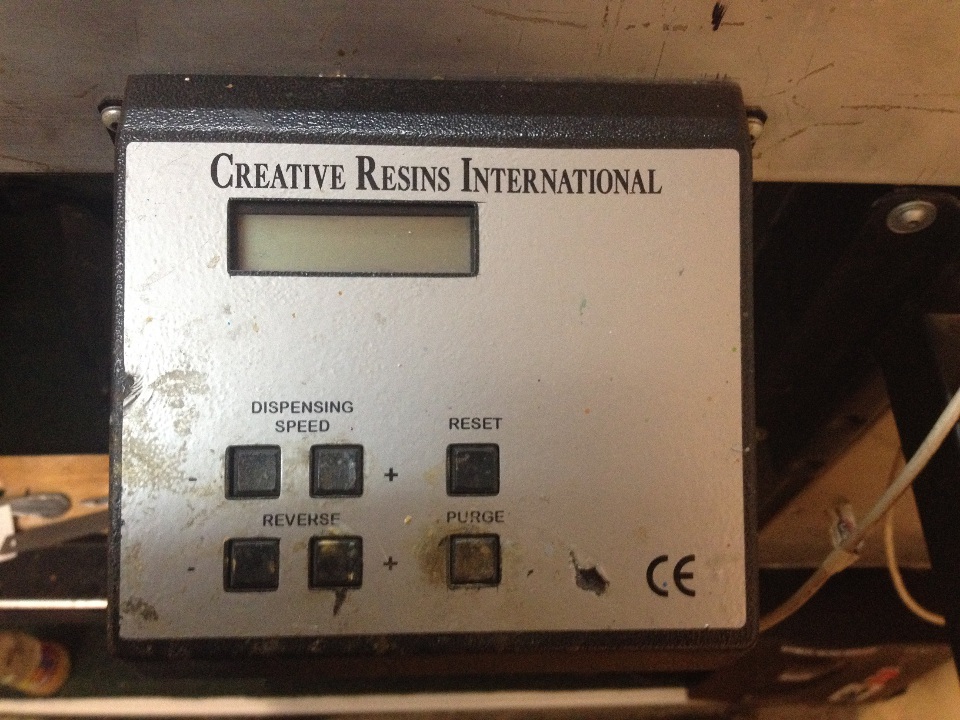 CREATIVE RESINS INTERNATIONAL
DISPENSING
SPEED
RESET
- +
REVERSE
PURGE
- +
CE